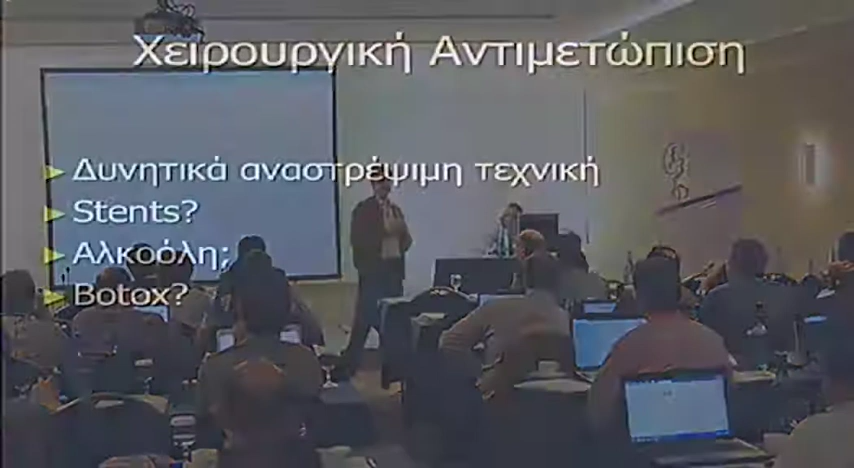 Χειρουργική Αντιμετώπιση
Δυνητικά αναστρέψιμη τεχνική
Stents?
Αλκοόλη;
Botox?